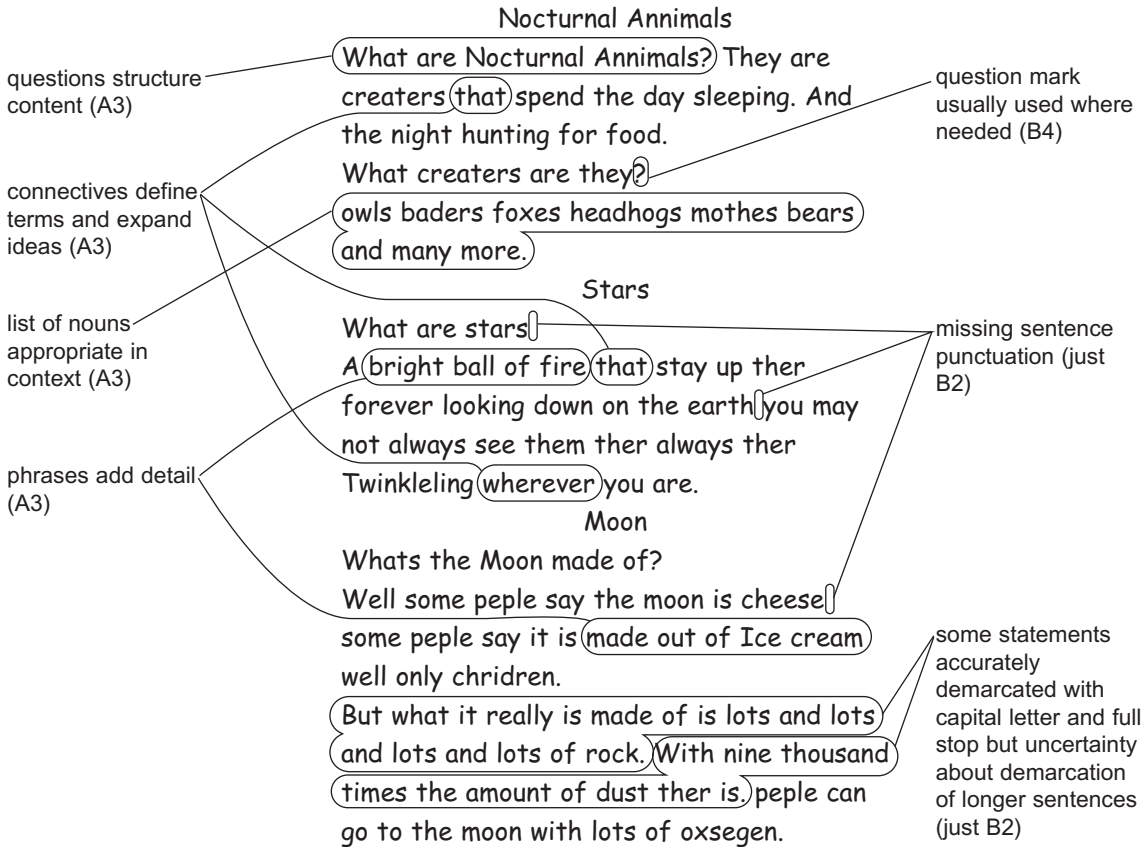 Nocturnal Annimals
What are Nocturnal Annimals? They are
creaters that spend the day sleeping. And
the night hunting for food.
What creaters are they?
owls baders foxes headhogs mothes bears
and many more.
Stars
What are stars
A bright ball of fire that stay up ther
forever looking down on the earth you may
not always see them ther always ther
Twinkleling wherever you are.
Moon
Whats the Moon made of?
Well some peple say the moon is cheese
some peple say it is made out of Ice cream
well only chridren.
But what it really is made of is lots and lots
and lots and lots of rock. With nine thousand
times the amount of dust ther is. peple can
go to the moon with lots of oxsegen.
questions structure
content (A3)
connectives define
terms and expand
ideas (A3)
list of nouns
appropriate in
context (A3)
phrases add detail
(A3)
question mark
usually used where
needed (B4)
missing sentence
punctuation (just
B2)
some statements
accurately
demarcated with
capital letter and full
stop but uncertainty
about demarcation
of longer sentences
(just B2)